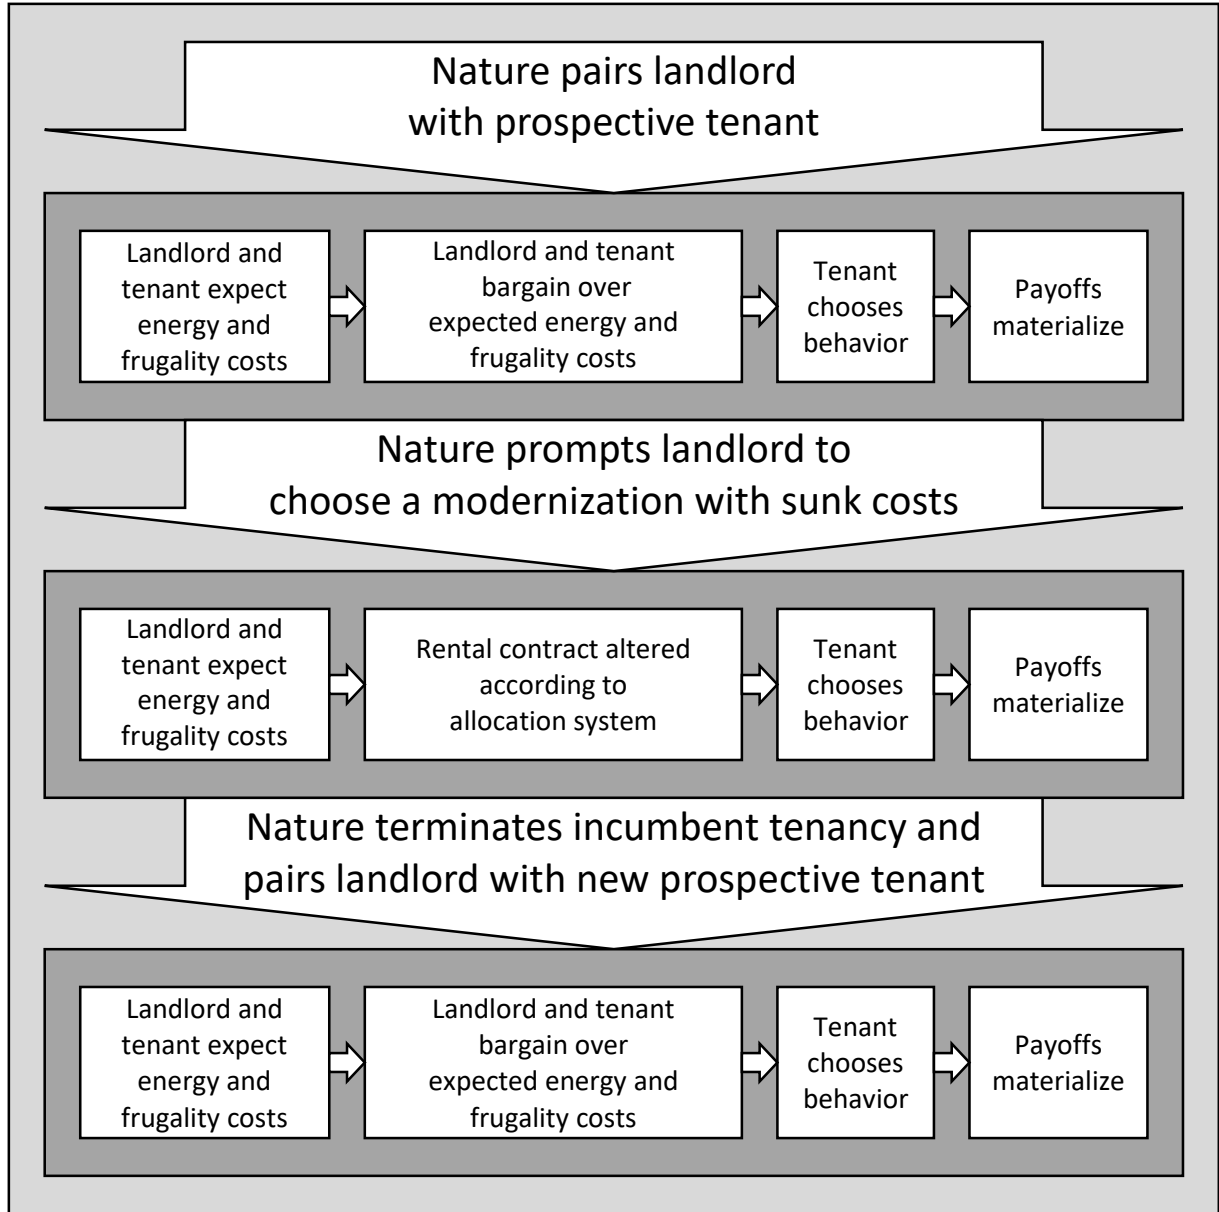 Nature pairs landlord
with prospective tenant
Landlord and
tenant expect
energy and
frugality costs
Landlord and tenant
bargain over
expected energy and
frugality costs
Tenant
chooses
behavior
Payoffs
materialize
Nature prompts landlord to
choose a modernization with sunk costs
Landlord and
tenant expect
energy and
frugality costs
Rental contract altered
according to
allocation system
Tenant
chooses
behavior
Payoffs
materialize
Nature terminates incumbent tenancy and
pairs landlord with new prospective tenant
Landlord and
tenant expect
energy and
frugality costs
Landlord and tenant
bargain over
expected energy and
frugality costs
Tenant
chooses
behavior
Payoffs
materialize